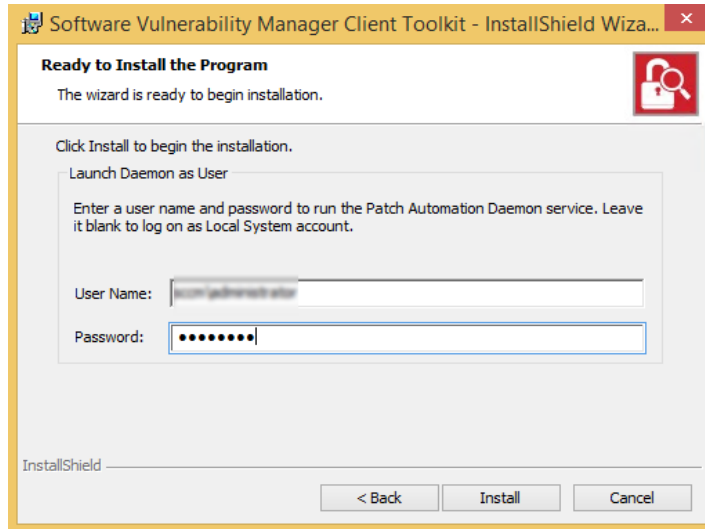 Software Vulnerability Manager Client Toolkit - InstallShield Wiza...
Ready to Install the Program
The wizard is ready to begin installation.
Click Install to begin the installation.
Launch Daemon as User
Enter a user name and password to run the Patch Automation Daemon service. Leave
it blank to log on as Local System account.
User Name:
Password: ••••••••
InstallShield
< Back Install Cancel